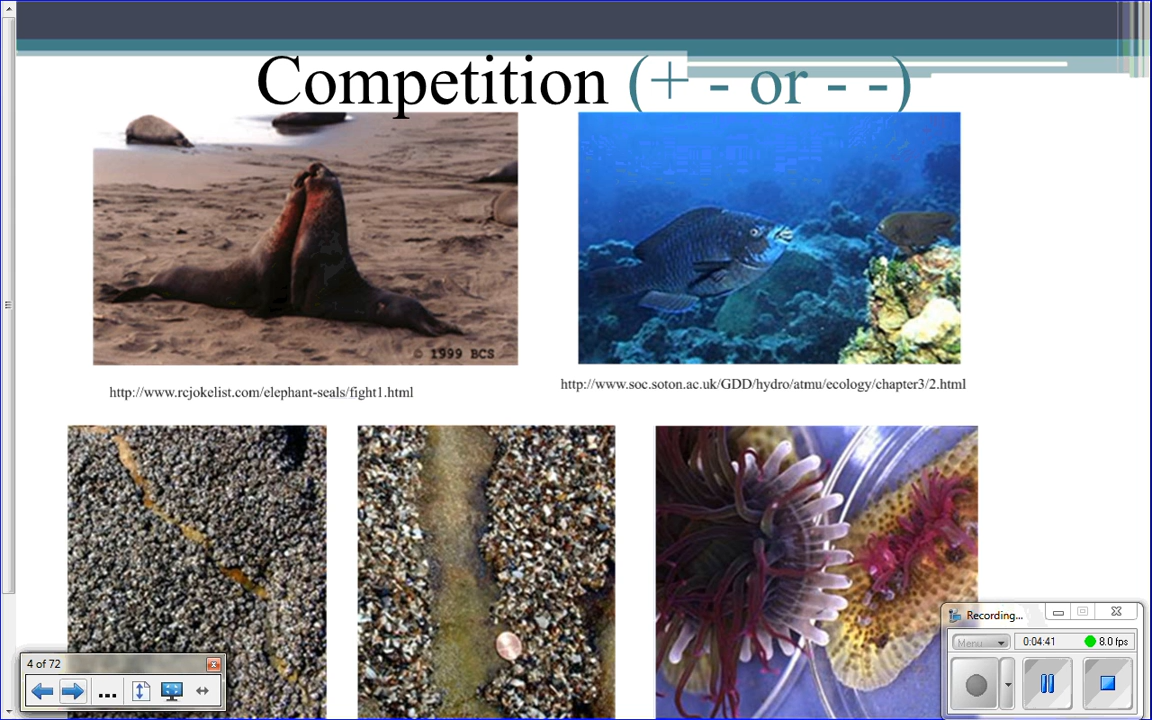 Competition (+ - or - -)
© 1999 BCS
http://www.rcjokelist.com/elephant-seals/fight1.html
http://www.soc.soton.ac.uk/GDD/hydro/atmu/ecology/chapter3/2.html
Recording...
Menu
0:04:41
8.0 fps
4 of 72
...